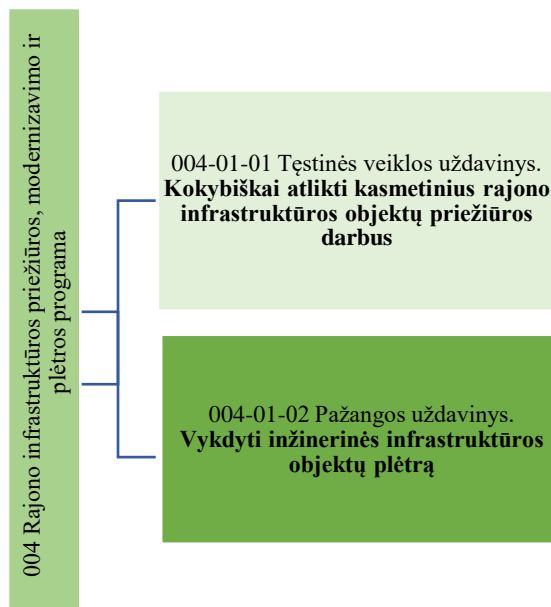 004 Rajono infrastruktūros priežiūros, modernizavimo ir
plėtros programa
004-01-01 Tęstinės veiklos uždavinys.
Kokybiškai atlikti kasmetinius rajono
infrastruktūros objektų priežiūros
darbus
004-01-02 Pažangos uždavinys.
Vykdyti inžinerinės infrastruktūros
objektų plėtrą